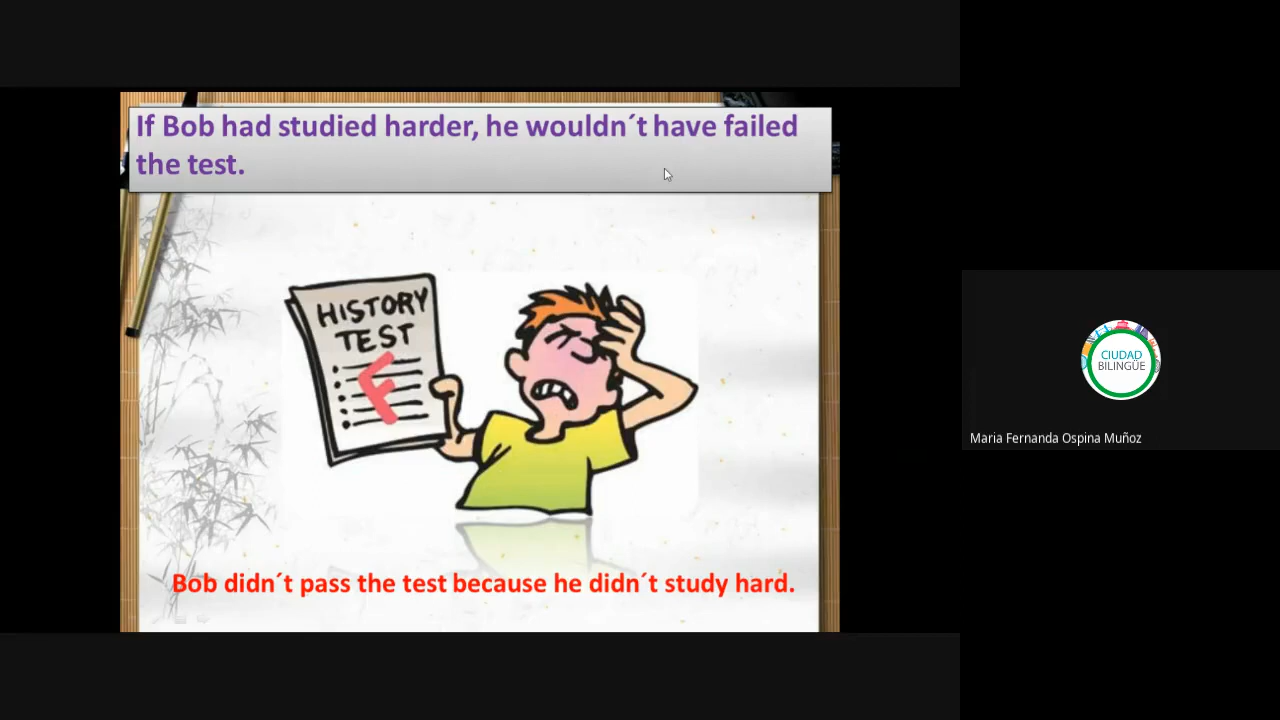 If Bob had studied harder, he wouldn´t have failed
the test.
HISTORY
TEST
F
Bob didn´t pass the test because he didn´t study hard.
CIUDAD
BILINGÜE
Maria Fernanda Ospina Muñoz